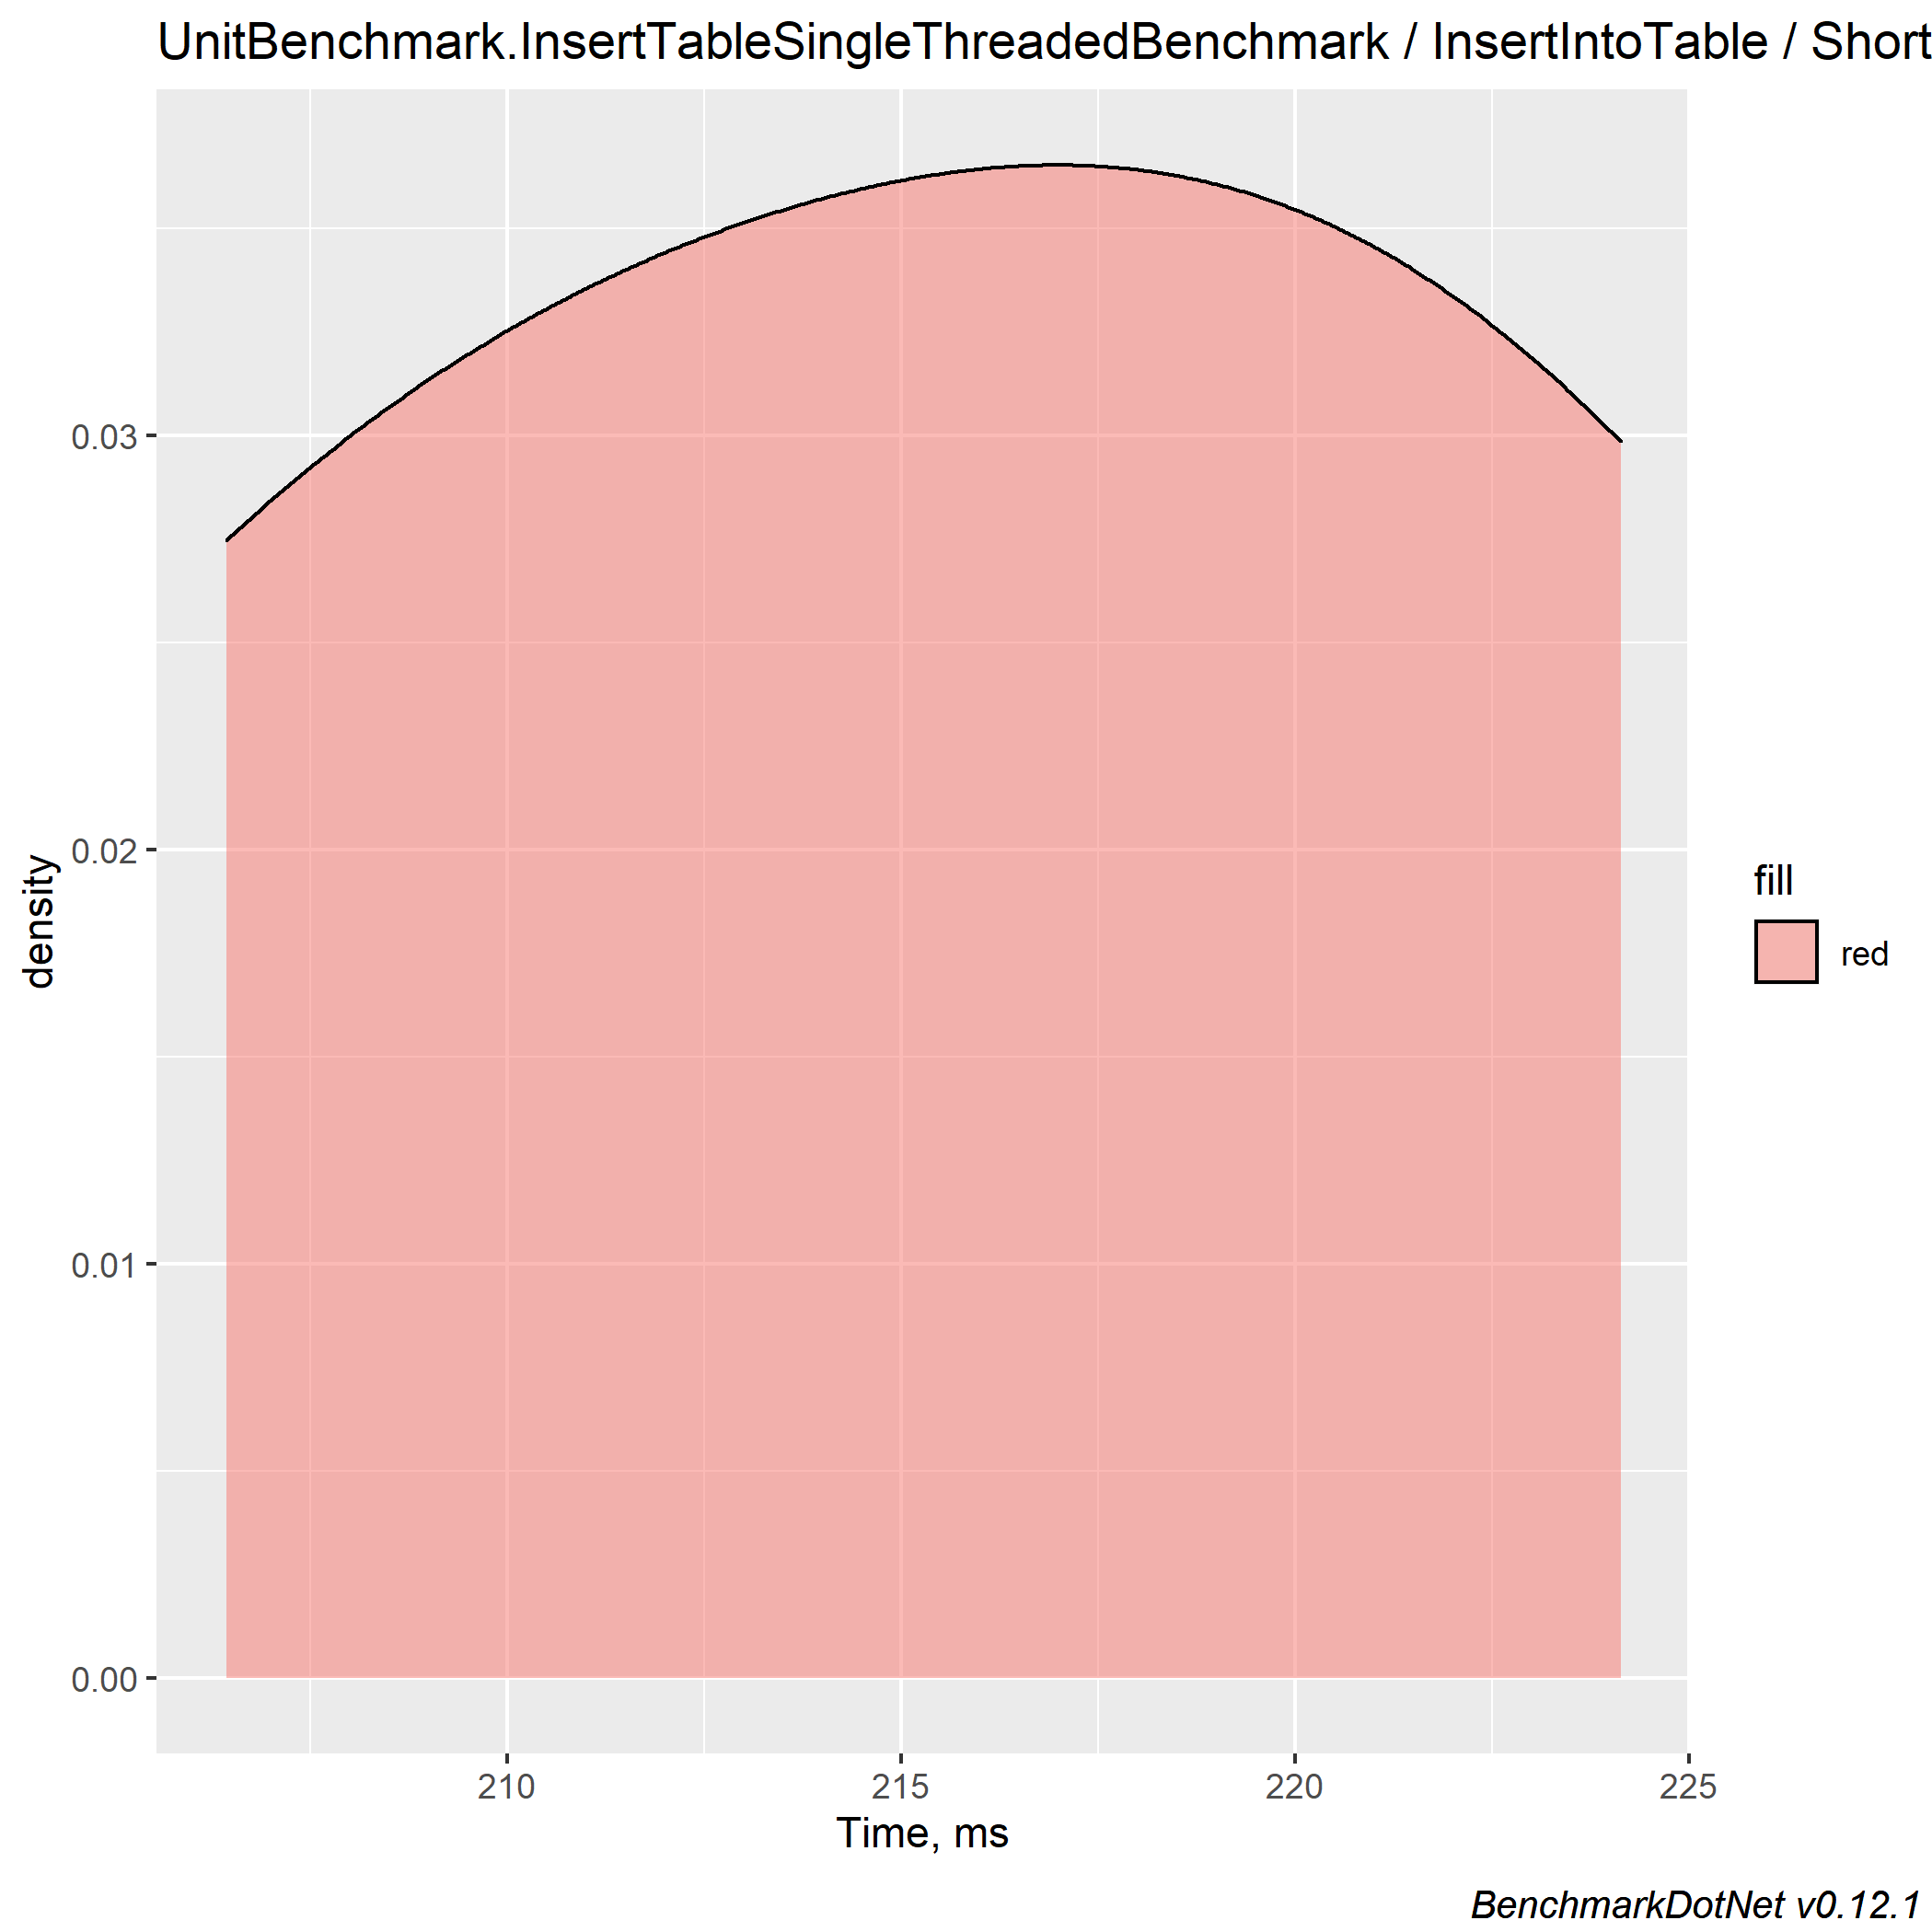 UnitBenchmark.InsertTableSingleThreadedBenchmark / InsertIntoTable / Short
0.03
0.02
0.01
0.00
density
210 215 220 225
Time, ms
fill
red
BenchmarkDotNet v0.12.1